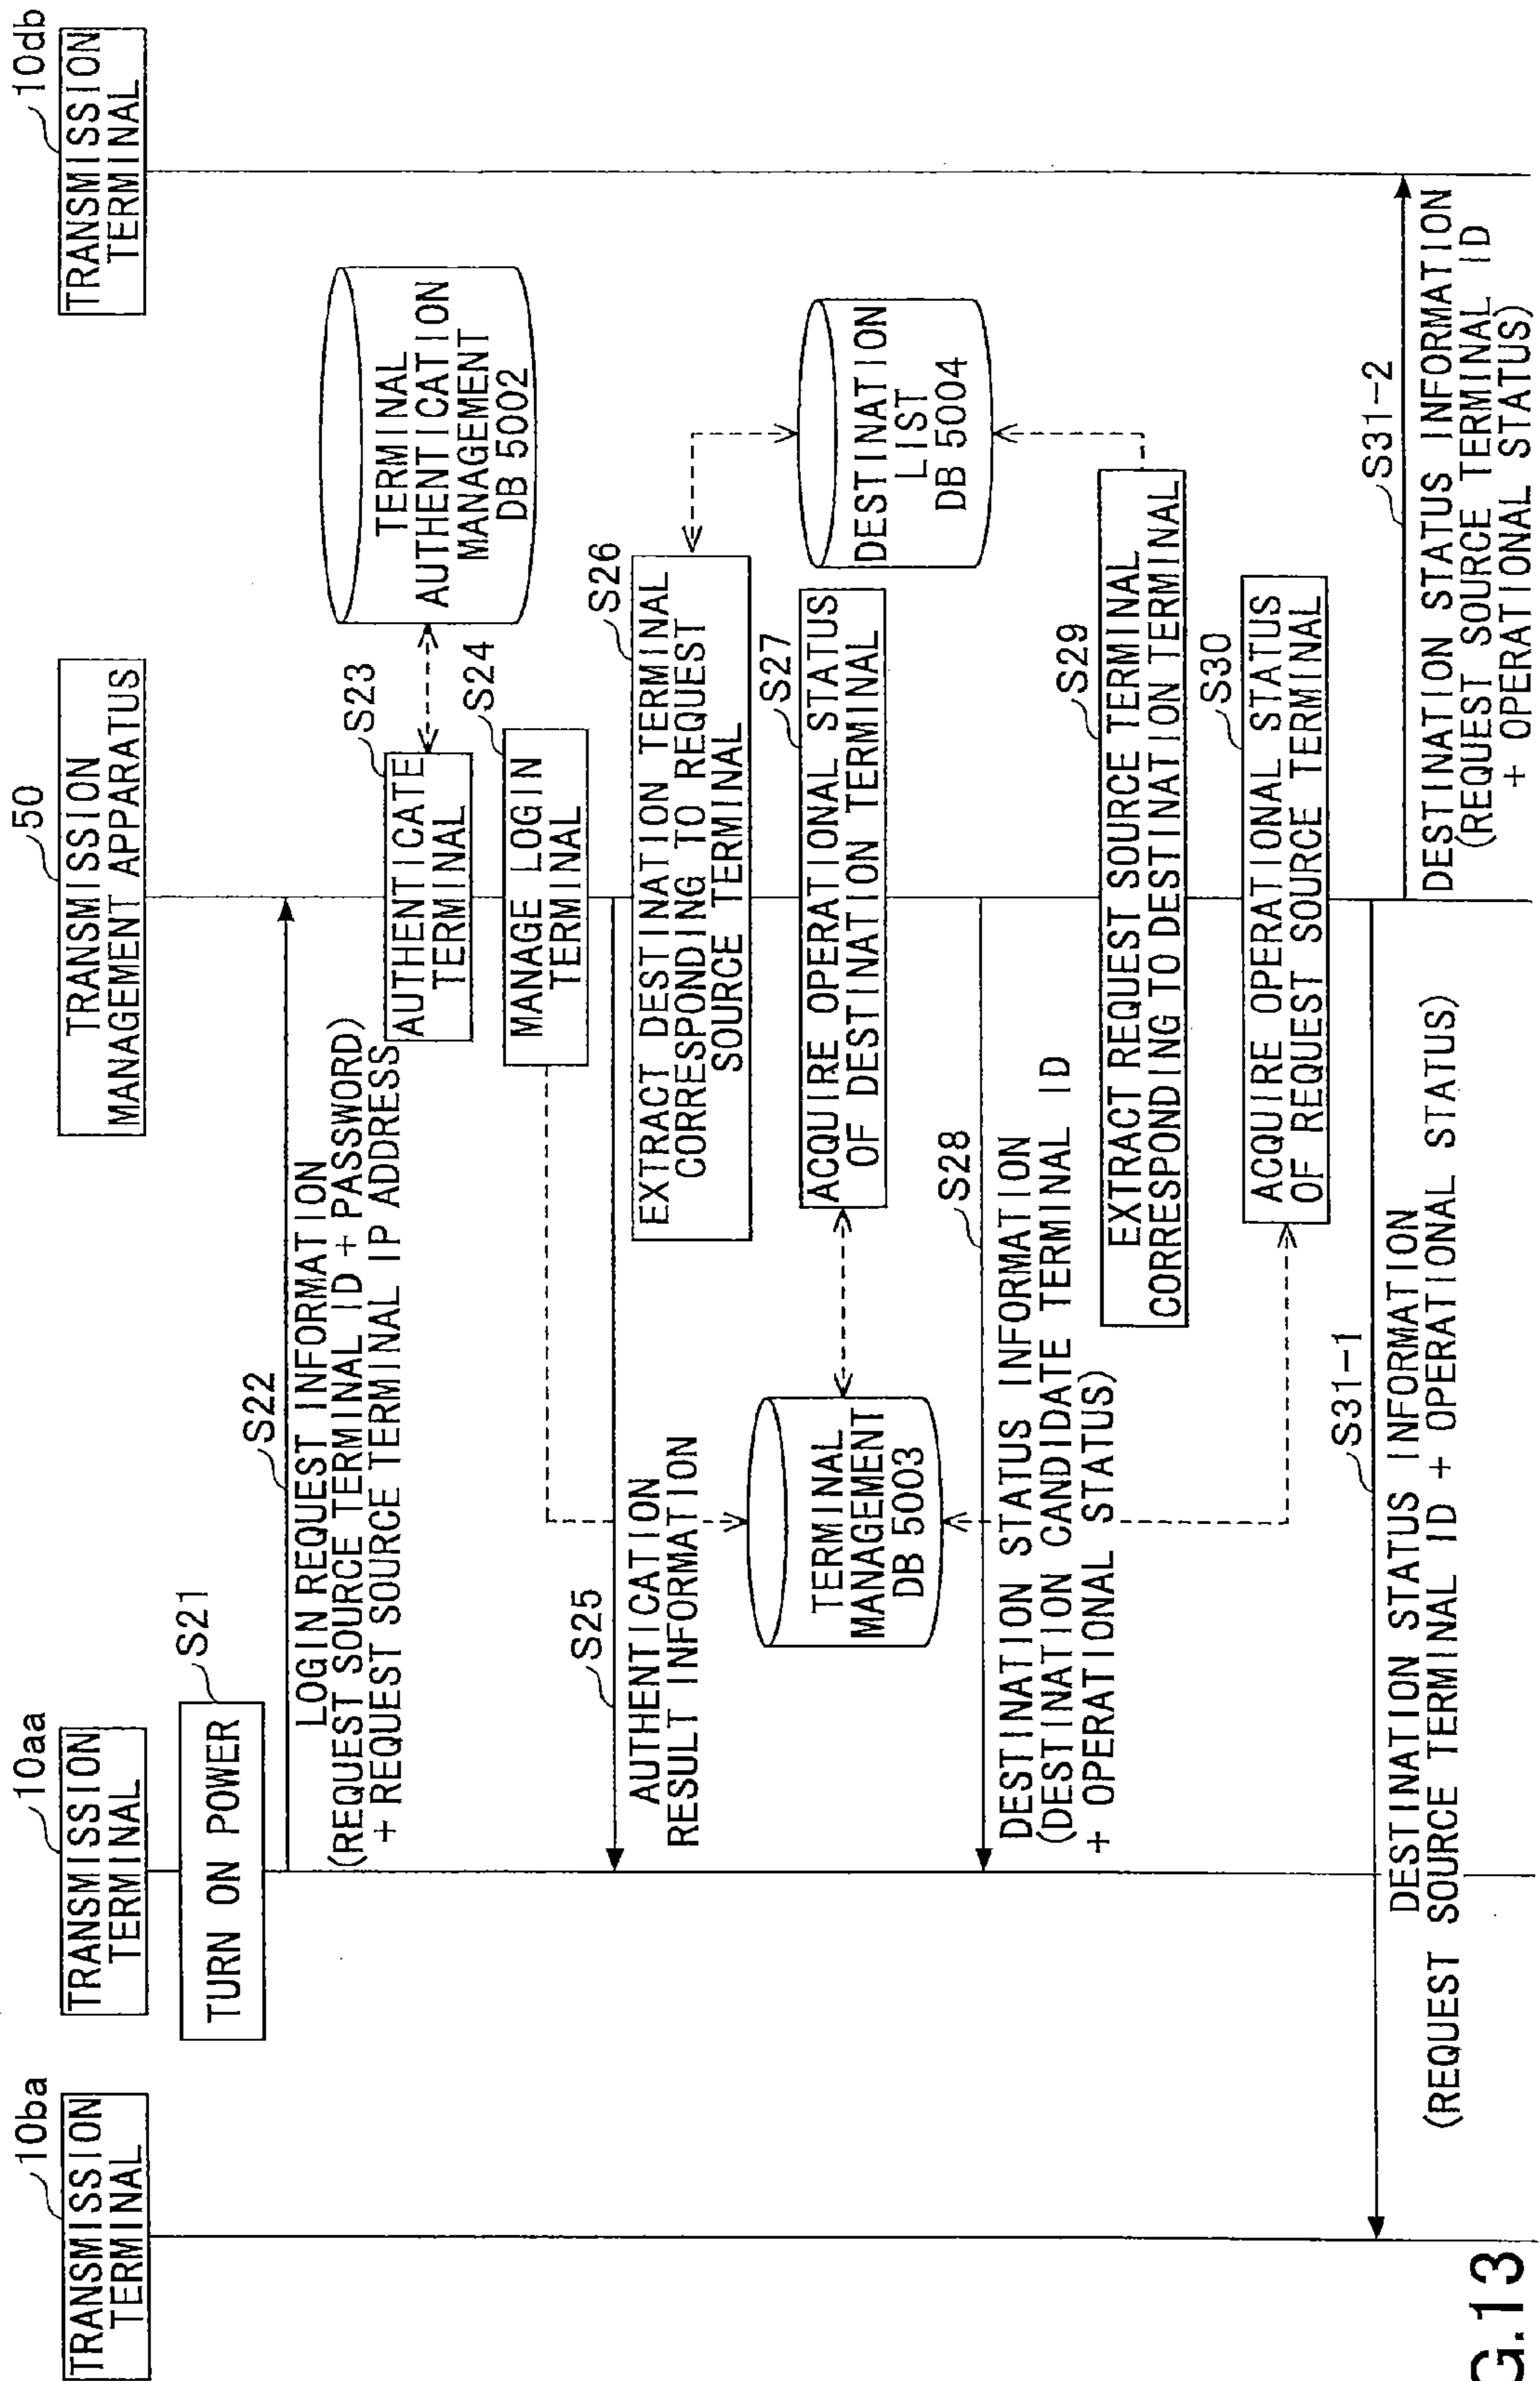 10ba
TRANSMISSION
TERMINAL
10aa
TRANSMISSION
TERMINAL
50
TRANSMISSION
MANAGEMENT APPARATUS
10db
TRANSMISSION
TERMINAL
S21
TURN ON POWER
S22
LOGIN REQUEST INFORMATION
(REQUEST SOURCE TERMINAL ID + PASSWORD)
+ REQUEST SOURCE TERMINAL IP ADDRESS
S23
AUTHENTICATE
TERMINAL
TERMINAL
AUTHENTICATION
MANAGEMENT
DB 5002
S24
MANAGE LOGIN
TERMINAL
S25
AUTHENTICATION
RESULT INFORMATION
S26
EXTRACT DESTINATION TERMINAL
CORRESPONDING TO REQUEST
SOURCE TERMINAL
S27
ACQUIRE OPERATIONAL STATUS
OF DESTINATION TERMINAL
TERMINAL
MANAGEMENT
DB 5003
DESTINATION
LIST
DB 5004
S28
DESTINATION STATUS INFORMATION
(DESTINATION CANDIDATE TERMINAL ID
+ OPERATIONAL STATUS)
S29
EXTRACT REQUEST SOURCE TERMINAL
CORRESPONDING TO DESTINATION TERMINAL
S30
ACQUIRE OPERATIONAL STATUS
OF REQUEST SOURCE TERMINAL
S31-1
DESTINATION STATUS INFORMATION
(REQUEST SOURCE TERMINAL ID + OPERATIONAL STATUS)
S31-2
DESTINATION STATUS INFORMATION
(REQUEST SOURCE TERMINAL ID
+ OPERATIONAL STATUS)
G.13